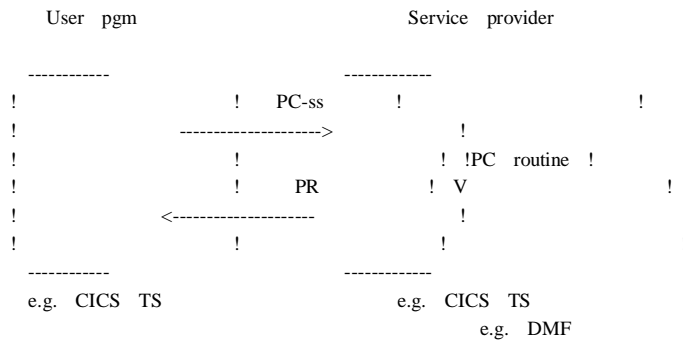 User pgm Service provider
------------ -------------
! ! PC-ss ! !
! ---------------------> !
! ! ! !PC routine !
! ! PR ! V !
! <--------------------- !
! ! !
------------ -------------
e.g. CICS TS e.g. CICS TS
e.g. DMF